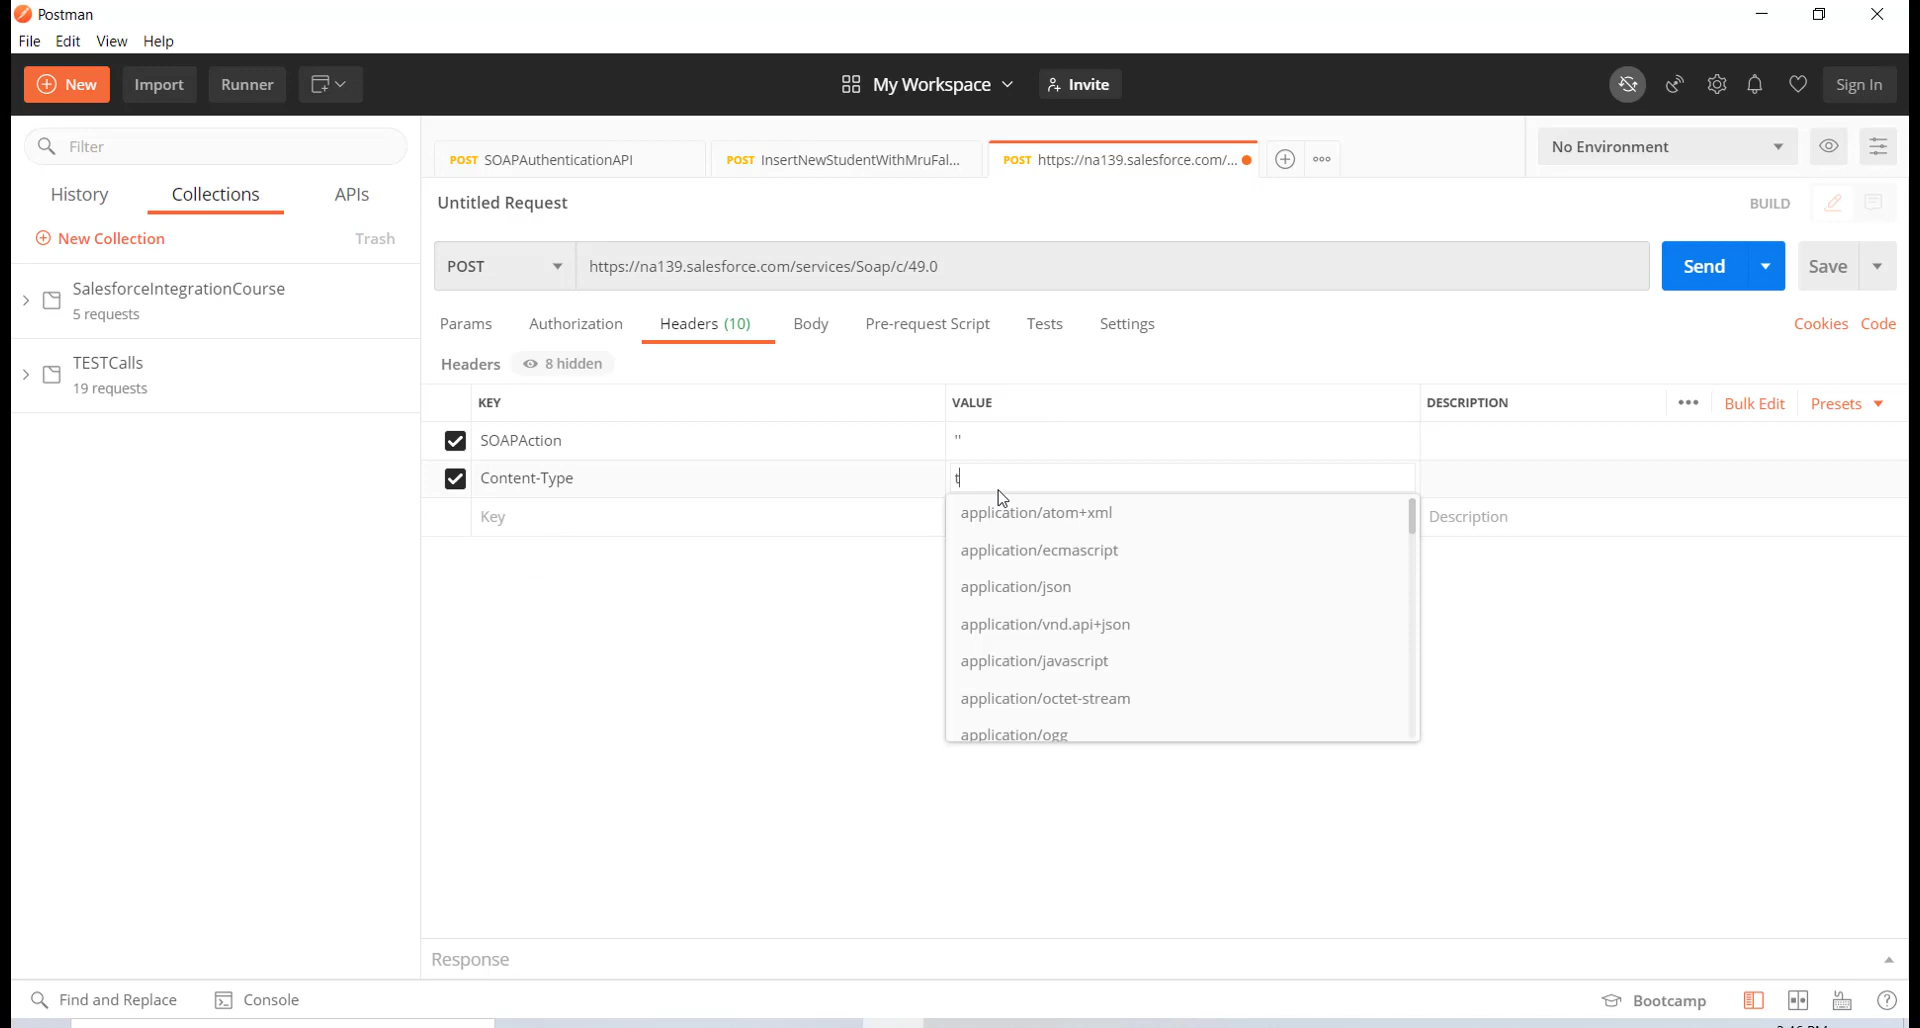 Postman
File Edit View Help
New Import Runner My Workspace Invite Sign In
Filter
History Collections APIs
New Collection Trash
SalesforceIntegrationCourse
5 requests
TESTCalls
19 requests
POST SOAPAuthenticationAPI POST InsertNewStudentWithMruFal... POST https://na139.salesforce.com/... No Environment
Untitled Request BUILD
POST https://na139.salesforce.com/services/Soap/c/49.0 Send Save
Params Authorization Headers (10) Body Pre-request Script Tests Settings Cookies Code
Headers 8 hidden
KEY VALUE DESCRIPTION Bulk Edit Presets
SOAPAction ''
Content-Type t
Key Description
application/atom+xml
application/ecmascript
application/json
application/vnd.api+json
application/javascript
application/octet-stream
application/ogg
Response
Find and Replace Console Bootcamp